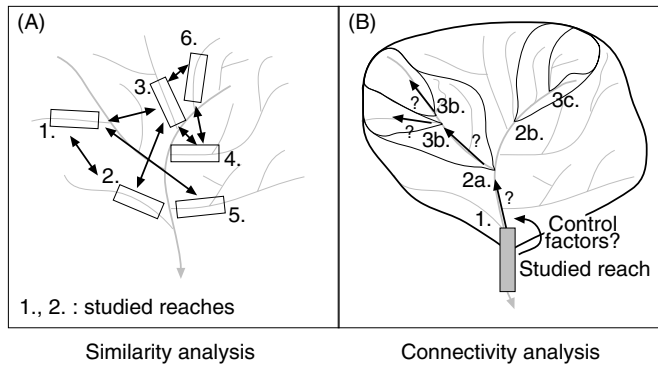 (A)
6.
3.
1.
4.
2.
5.
1., 2. : studied reaches
Similarity analysis
(B)
?
3b.
3c.
?
3b.
?
2b.
2a.
?
1.
Control
factors?
Studied reach
Connectivity analysis